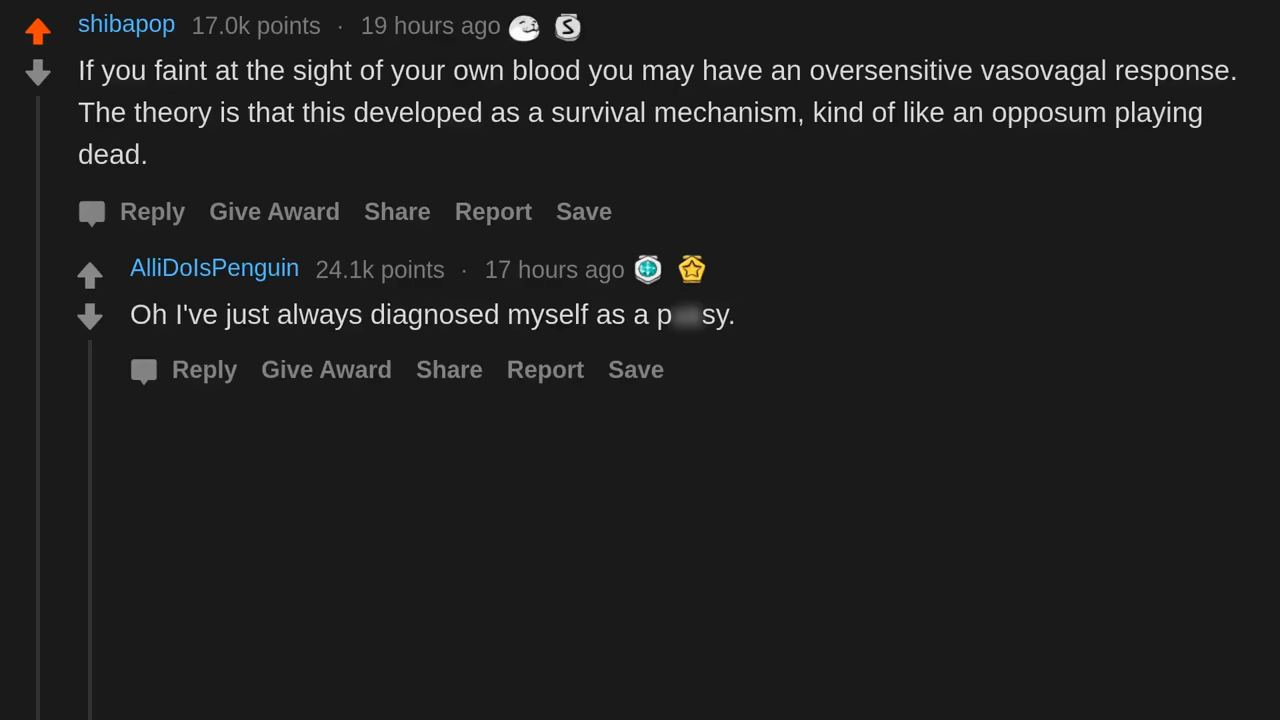 shibapop 17.0k points · 19 hours ago
If you faint at the sight of your own blood you may have an oversensitive vasovagal response.
The theory is that this developed as a survival mechanism, kind of like an opposum playing
dead.
Reply Give Award Share Report Save
AlliDoIsPenguin 24.1k points · 17 hours ago
Oh I've just always diagnosed myself as a p sy.
Reply Give Award Share Report Save